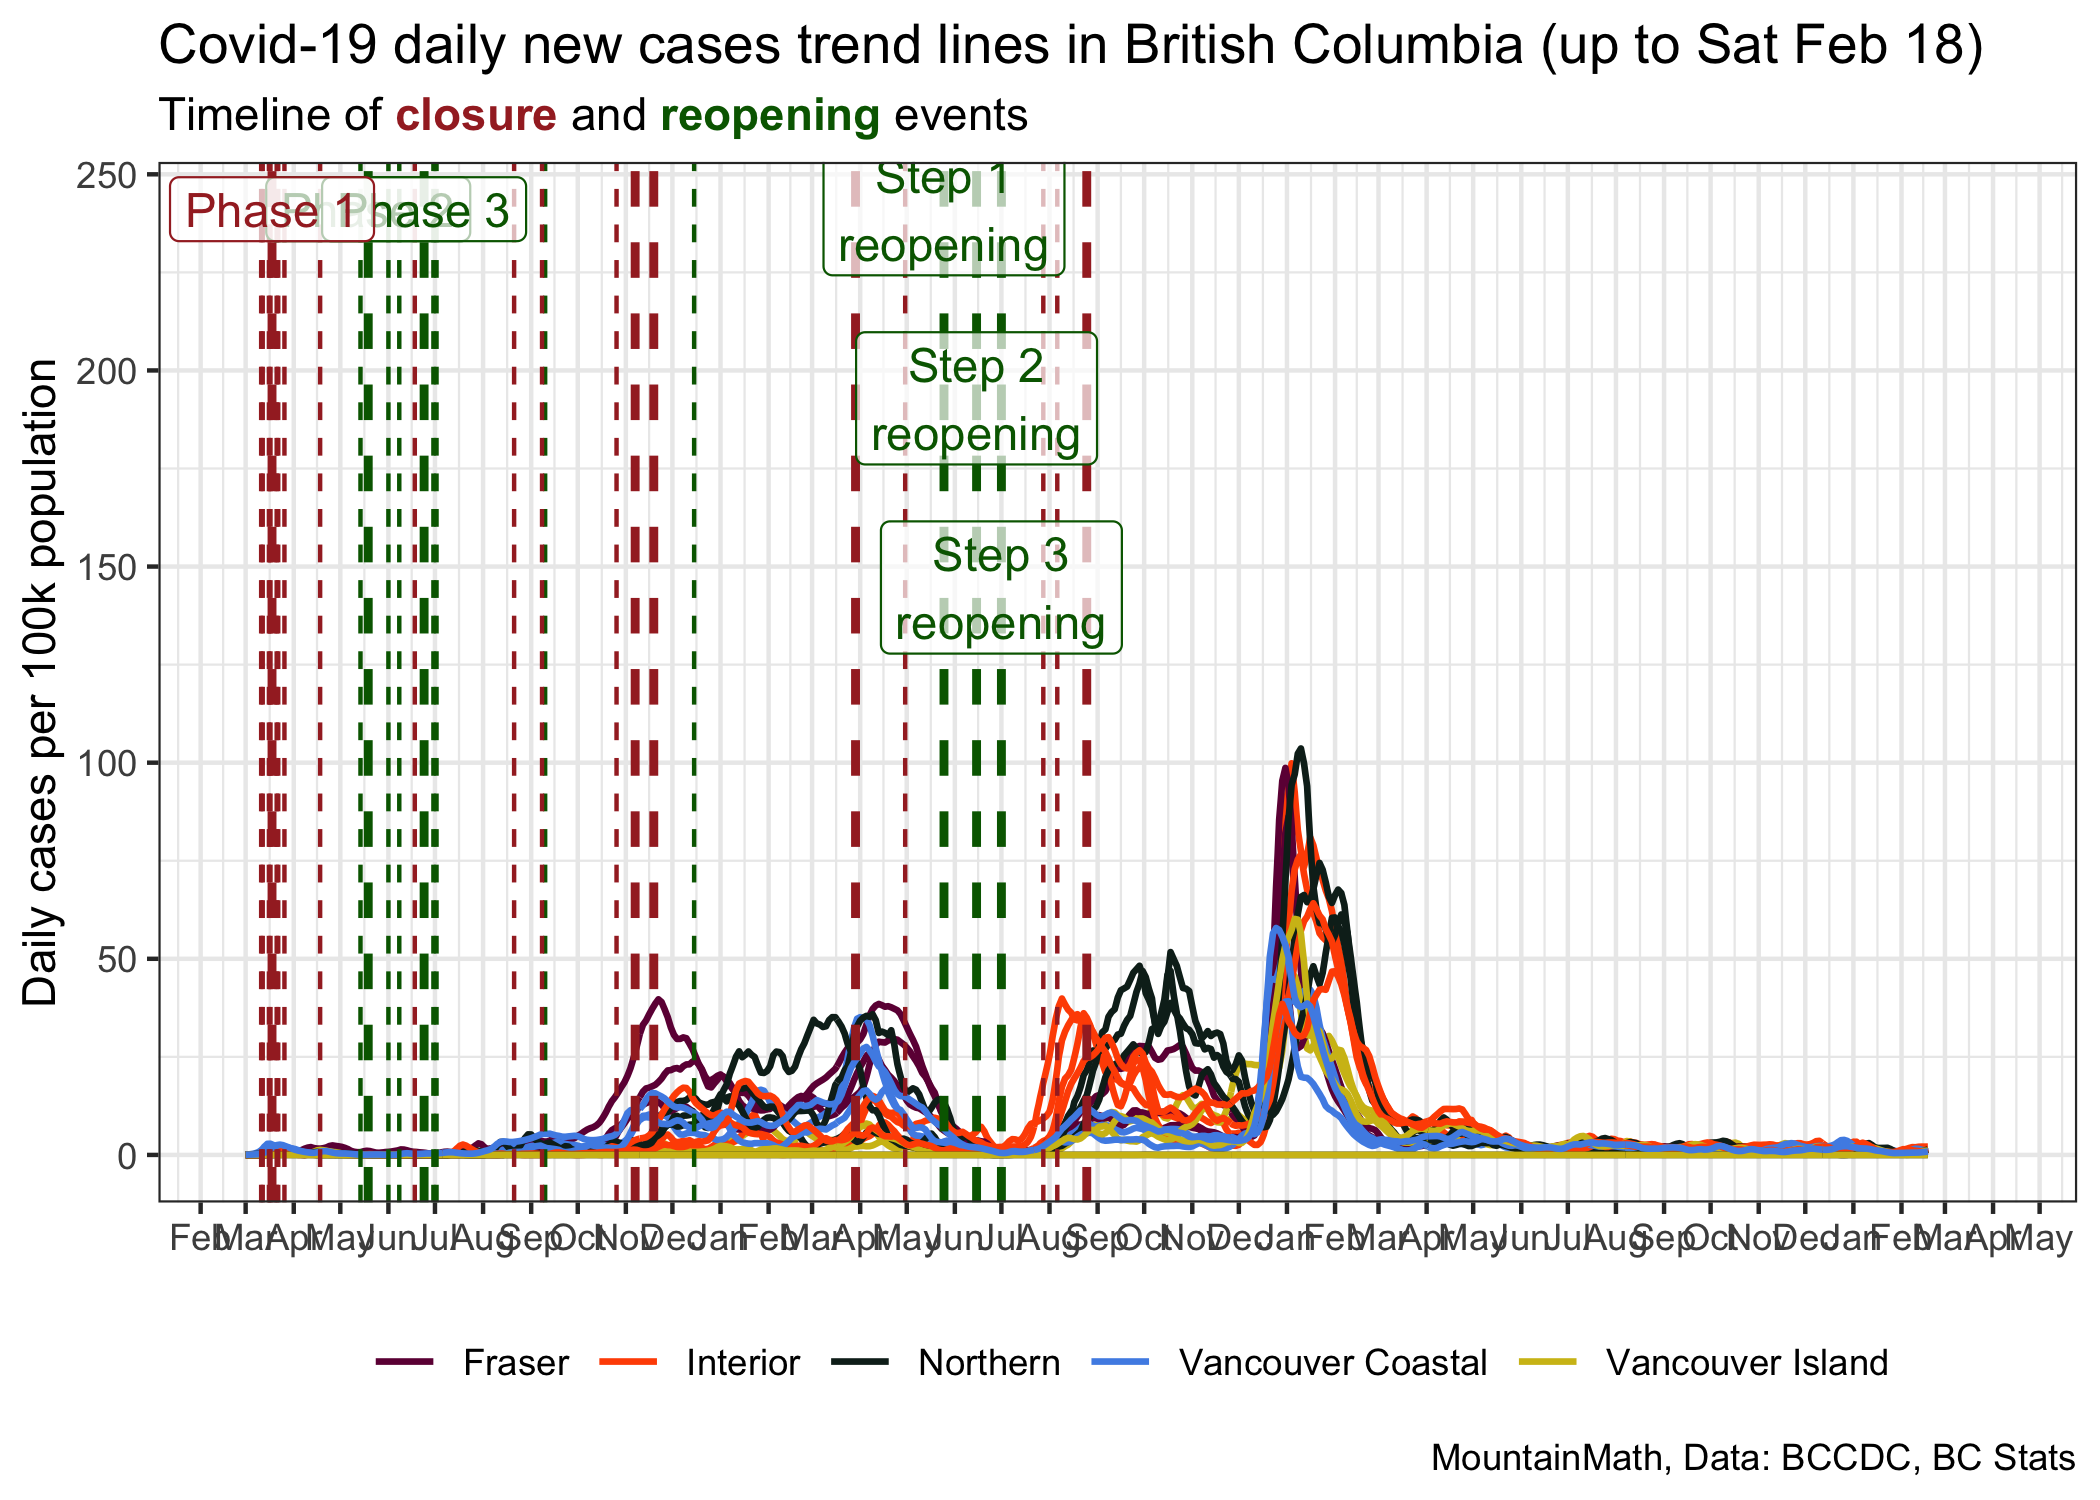 Covid-19 daily new cases trend lines in British Columbia (up to Sat Feb 18)
Timeline of closure and reopening events
Daily cases per 100k population
250
200
150
100
50
0
Phase 1
Phase 2
Phase 3
Step 1
reopening
Step 2
reopening
Step 3
reopening
Feb Mar Apr May Jun Jul Aug Sep Oct Nov Dec Jan Feb Mar Apr May Jun Jul Aug Sep Oct Nov Dec Jan Feb Mar Apr May Jun Jul Aug Sep Oct Nov Dec Jan Feb Mar Apr May
Fraser Interior Northern Vancouver Coastal Vancouver Island
MountainMath, Data: BCCDC, BC Stats